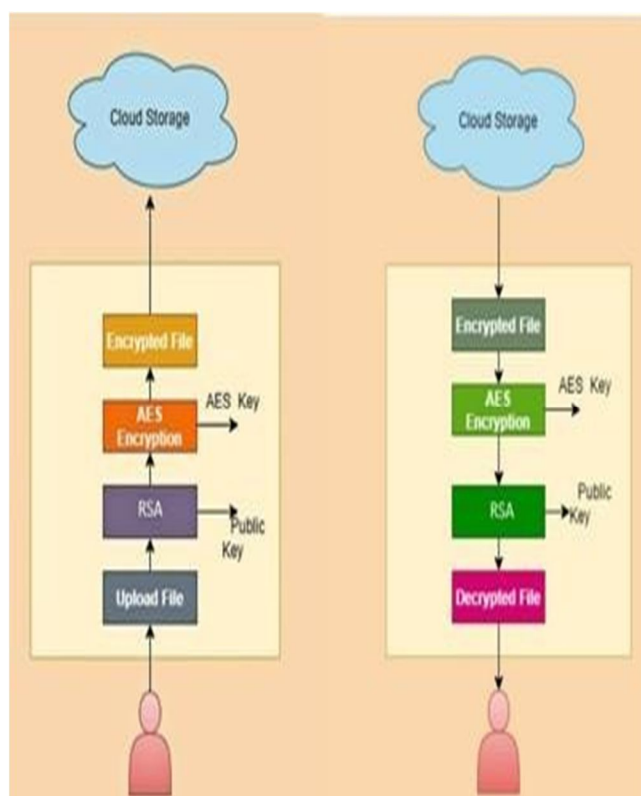 Cloud Storage
Encrypted File
AES Key
AES
Encryption
RSA
Public
Key
Upload File
Cloud Storage
Encrypted File
AES Key
AES
Encryption
Public
Key
RSA
Decrypted File